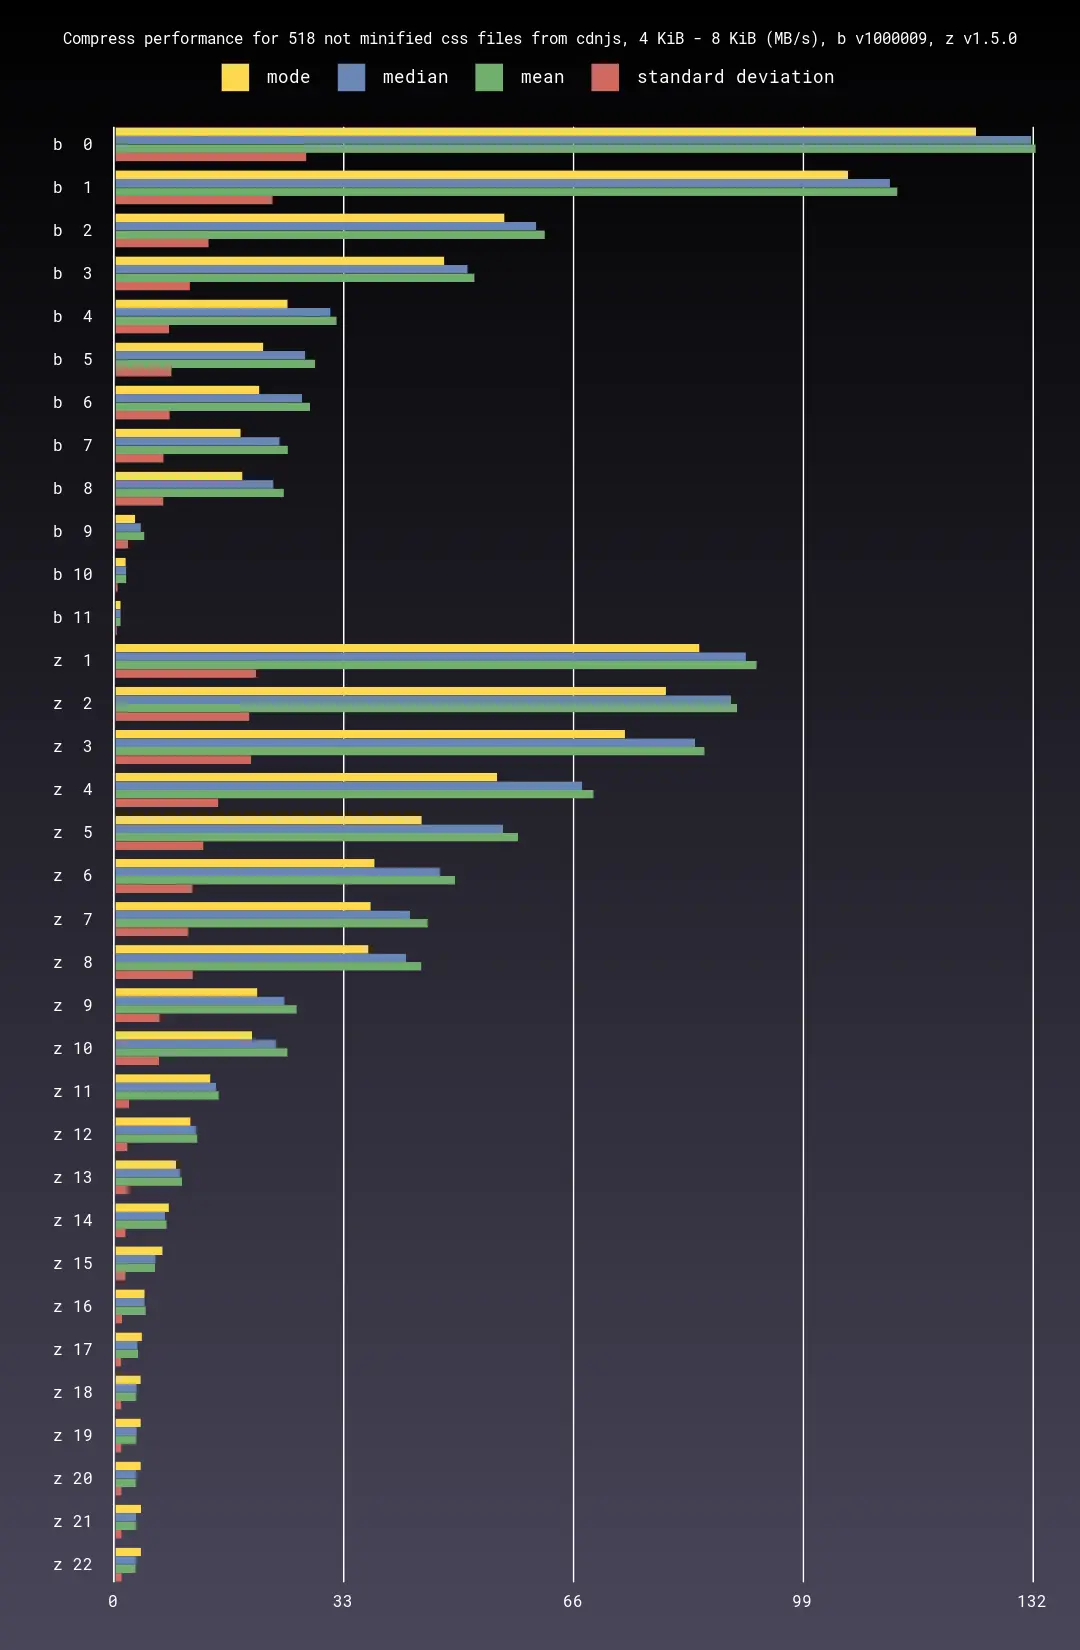 Compress performance for 518 not minified css files from cdnjs, 4 KiB - 8 KiB (MB/s), b v1000009, z v1.5.0
mode median mean standard deviation
b 0
b 1
b 2
b 3
b 4
b 5
b 6
b 7
b 8
b 9
b 10
b 11
z 1
z 2
z 3
z 4
z 5
z 6
z 7
z 8
z 9
z 10
z 11
z 12
z 13
z 14
z 15
z 16
z 17
z 18
z 19
z 20
z 21
z 22
0 33 66 99 132